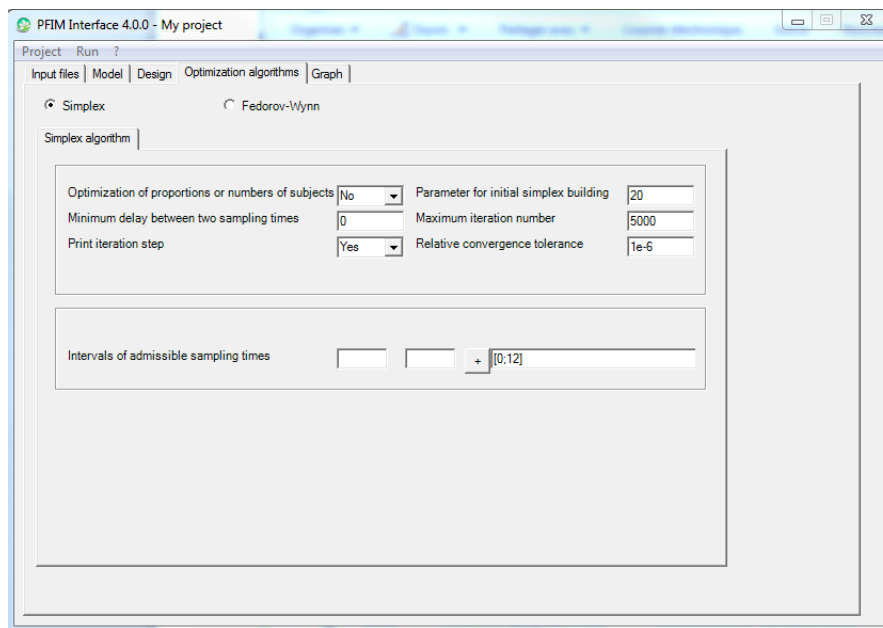 PFIM Interface 4.0.0 - My project
Project Run ?
Input files Model Design Optimization algorithms Graph
Simplex Fedorov-Wynn
Simplex algorithm
Optimization of proportions or numbers of subjects No Parameter for initial simplex building 20
Minimum delay between two sampling times 0 Maximum iteration number 5000
Print iteration step Yes Relative convergence tolerance 1e-6
Intervals of admissible sampling times + [0;12]